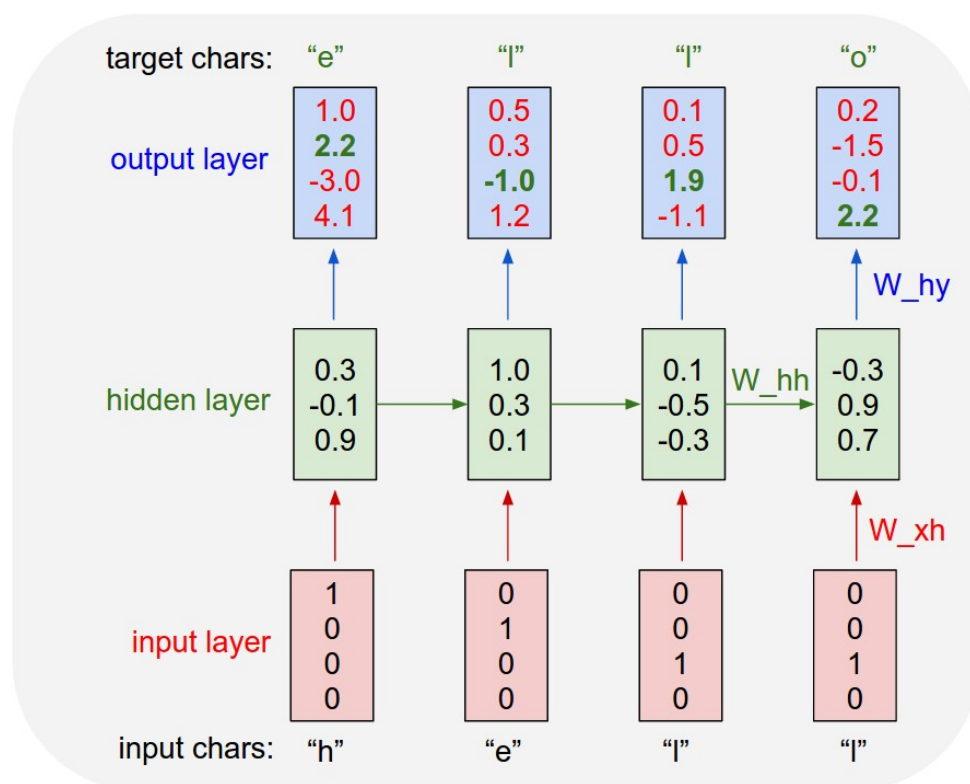 target chars: “e” “l” “l” “o”
1.0 0.5 0.1 0.2
2.2 0.3 0.5 -1.5
output layer
-3.0 -1.0 1.9 -0.1
4.1 1.2 -1.1 2.2
W_hy
0.3 1.0 0.1 -0.3
W_hh
hidden layer -0.1 0.3 -0.5 0.9
0.9 0.1 -0.3 0.7
W_xh
1 0 0 0
0 1 0 0
input layer
0 0 1 1
0 0 0 0
input chars: “h” “e” “l” “l”